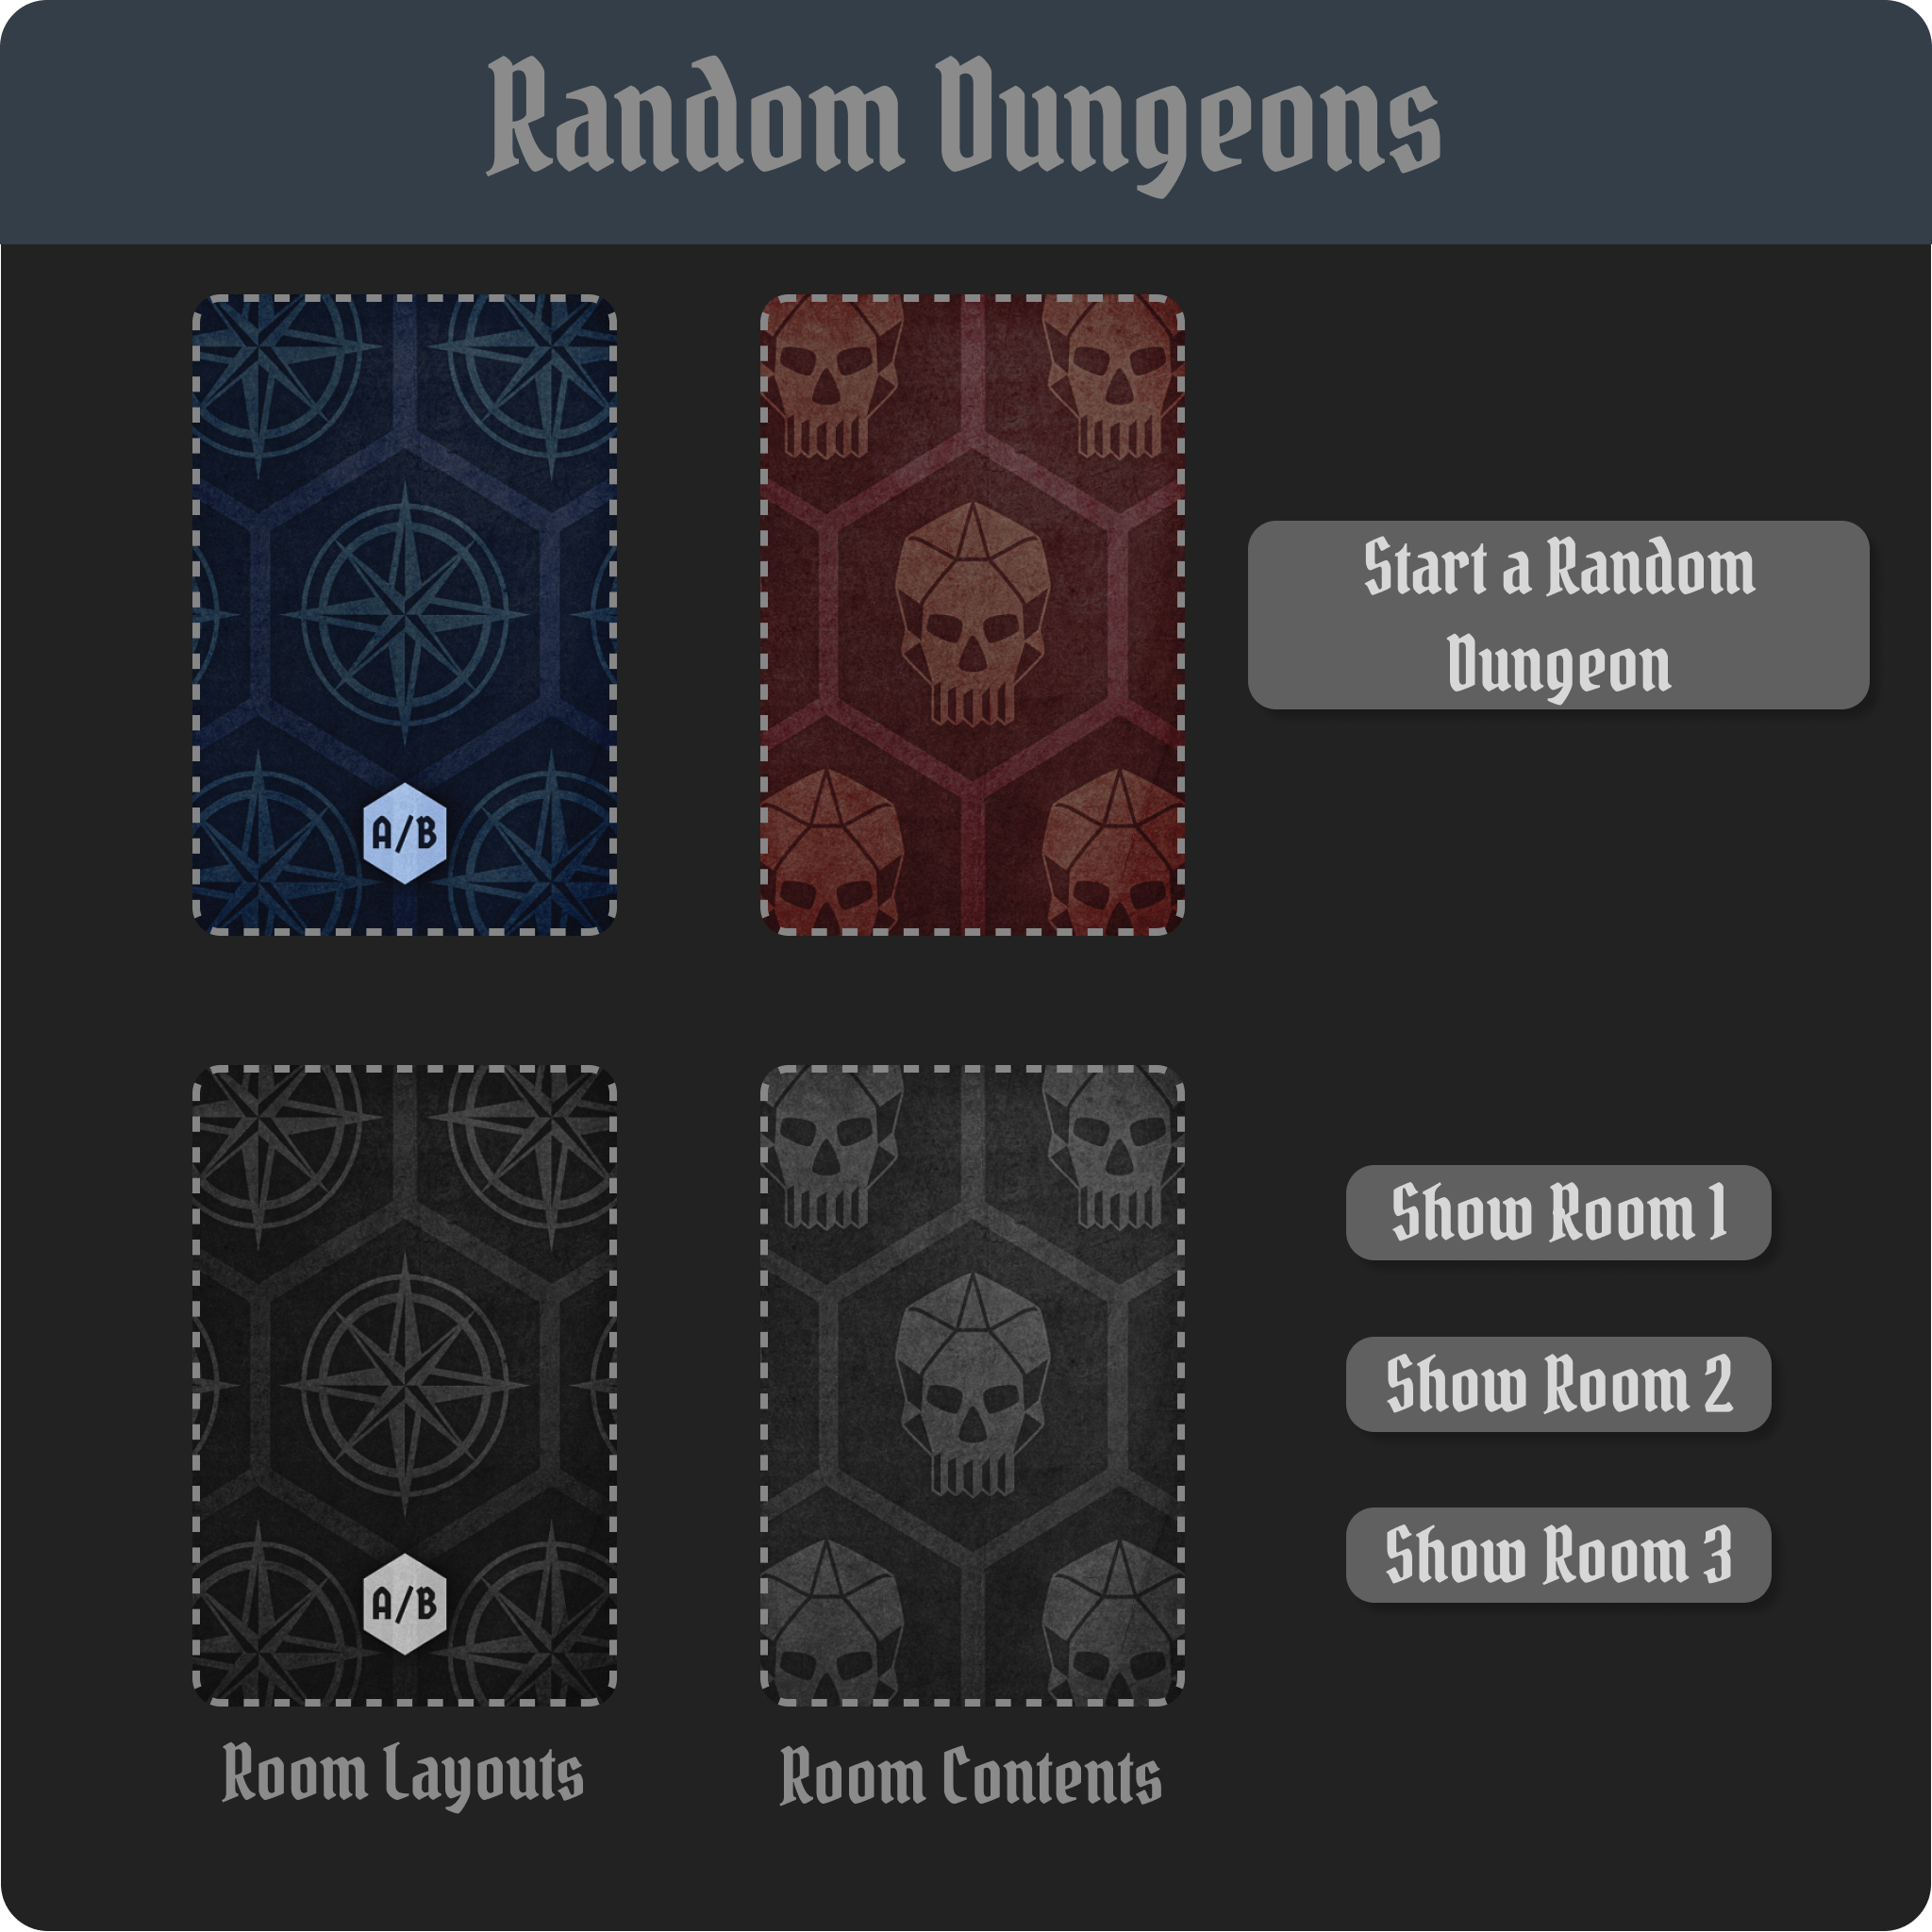 Random Dungeons
A/B
Start a Random
Dungeon
A/B
Show Room 1
Show Room 2
Show Room 3
Room Layouts
Room Contents